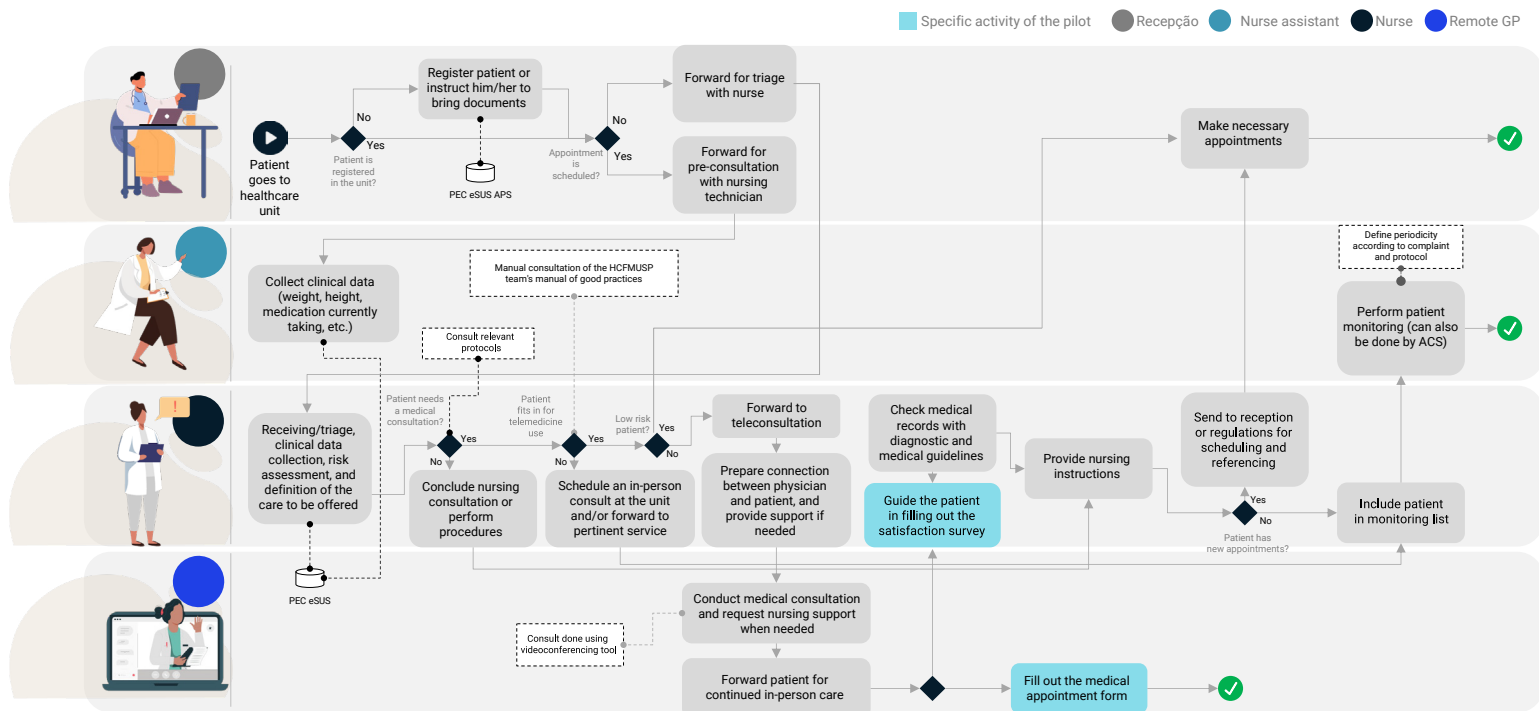 Specific activity of the pilot
Recepção
Nurse assistant
Nurse
Remote GP
Patient
goes to
healthcare
unit
No
Yes
Patient is
registered
in the unit?
Register patient or
instruct him/her to
bring documents
PEC eSUS APS
No
Yes
Appointment
is
scheduled?
Forward for triage
with nurse
Forward for
pre-consultation
with nursing
technician
Make necessary
appointments
Collect clinical data
(weight, height,
medication currently
taking, etc.)
Manual consultation of the HCFMUSP
team's manual of good practices
Consult relevant
protocols
Define periodicity
according to complaint
and protocol
Perform patient
monitoring (can also
be done by ACS)
!
Receiving/triage,
clinical data
collection, risk
assessment, and
definition of the
care to be offered
Patient needs
a medical
consultation?
Yes
No
Conclude nursing
consultation or
perform
procedures
Patient
fits in for
telemedicine
use
Yes
No
Schedule an in-person
consult at the unit
and/or forward to
pertinent service
Low risk
patient?
Yes
No
Forward to
teleconsultation
Prepare connection
between physician
and patient, and
provide support if
needed
Check medical
records with
diagnostic and
medical guidelines
Guide the patient
in filling out the
satisfaction survey
Provide nursing
instructions
Send to reception
or regulations for
scheduling and
referencing
Yes
No
Patient has
new appointments?
Include patient
in monitoring list
PEC eSUS
Conduct medical consultation
and request nursing support
when needed
Consult done using
videoconferencing tool
Forward patient for
continued in-person care
Fill out the medical
appointment form